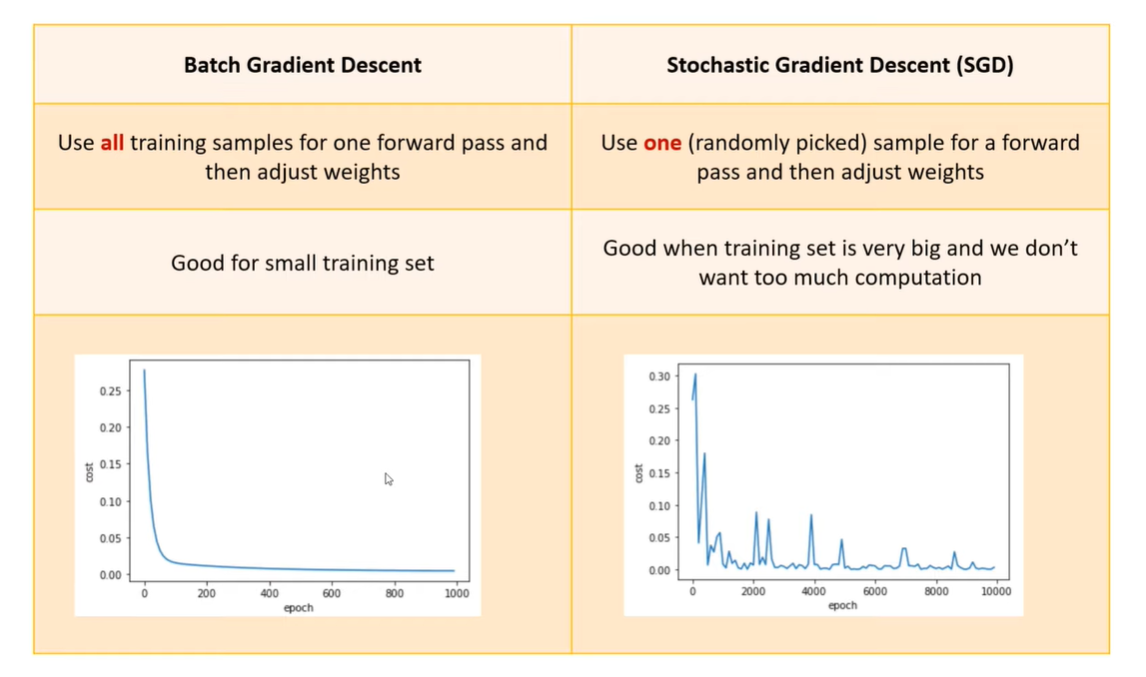 Batch Gradient Descent
Stochastic Gradient Descent (SGD)
Use all training samples for one forward pass and
then adjust weights
Use one (randomly picked) sample for a forward
pass and then adjust weights
Good for small training set
Good when training set is very big and we don’t
want too much computation
cost
0.25
0.20
0.15
0.10
0.05
0.00
0 200 400 600 800 1000
epoch
cost
0.30
0.25
0.20
0.15
0.10
0.05
0.00
0 2000 4000 6000 8000 10000
epoch